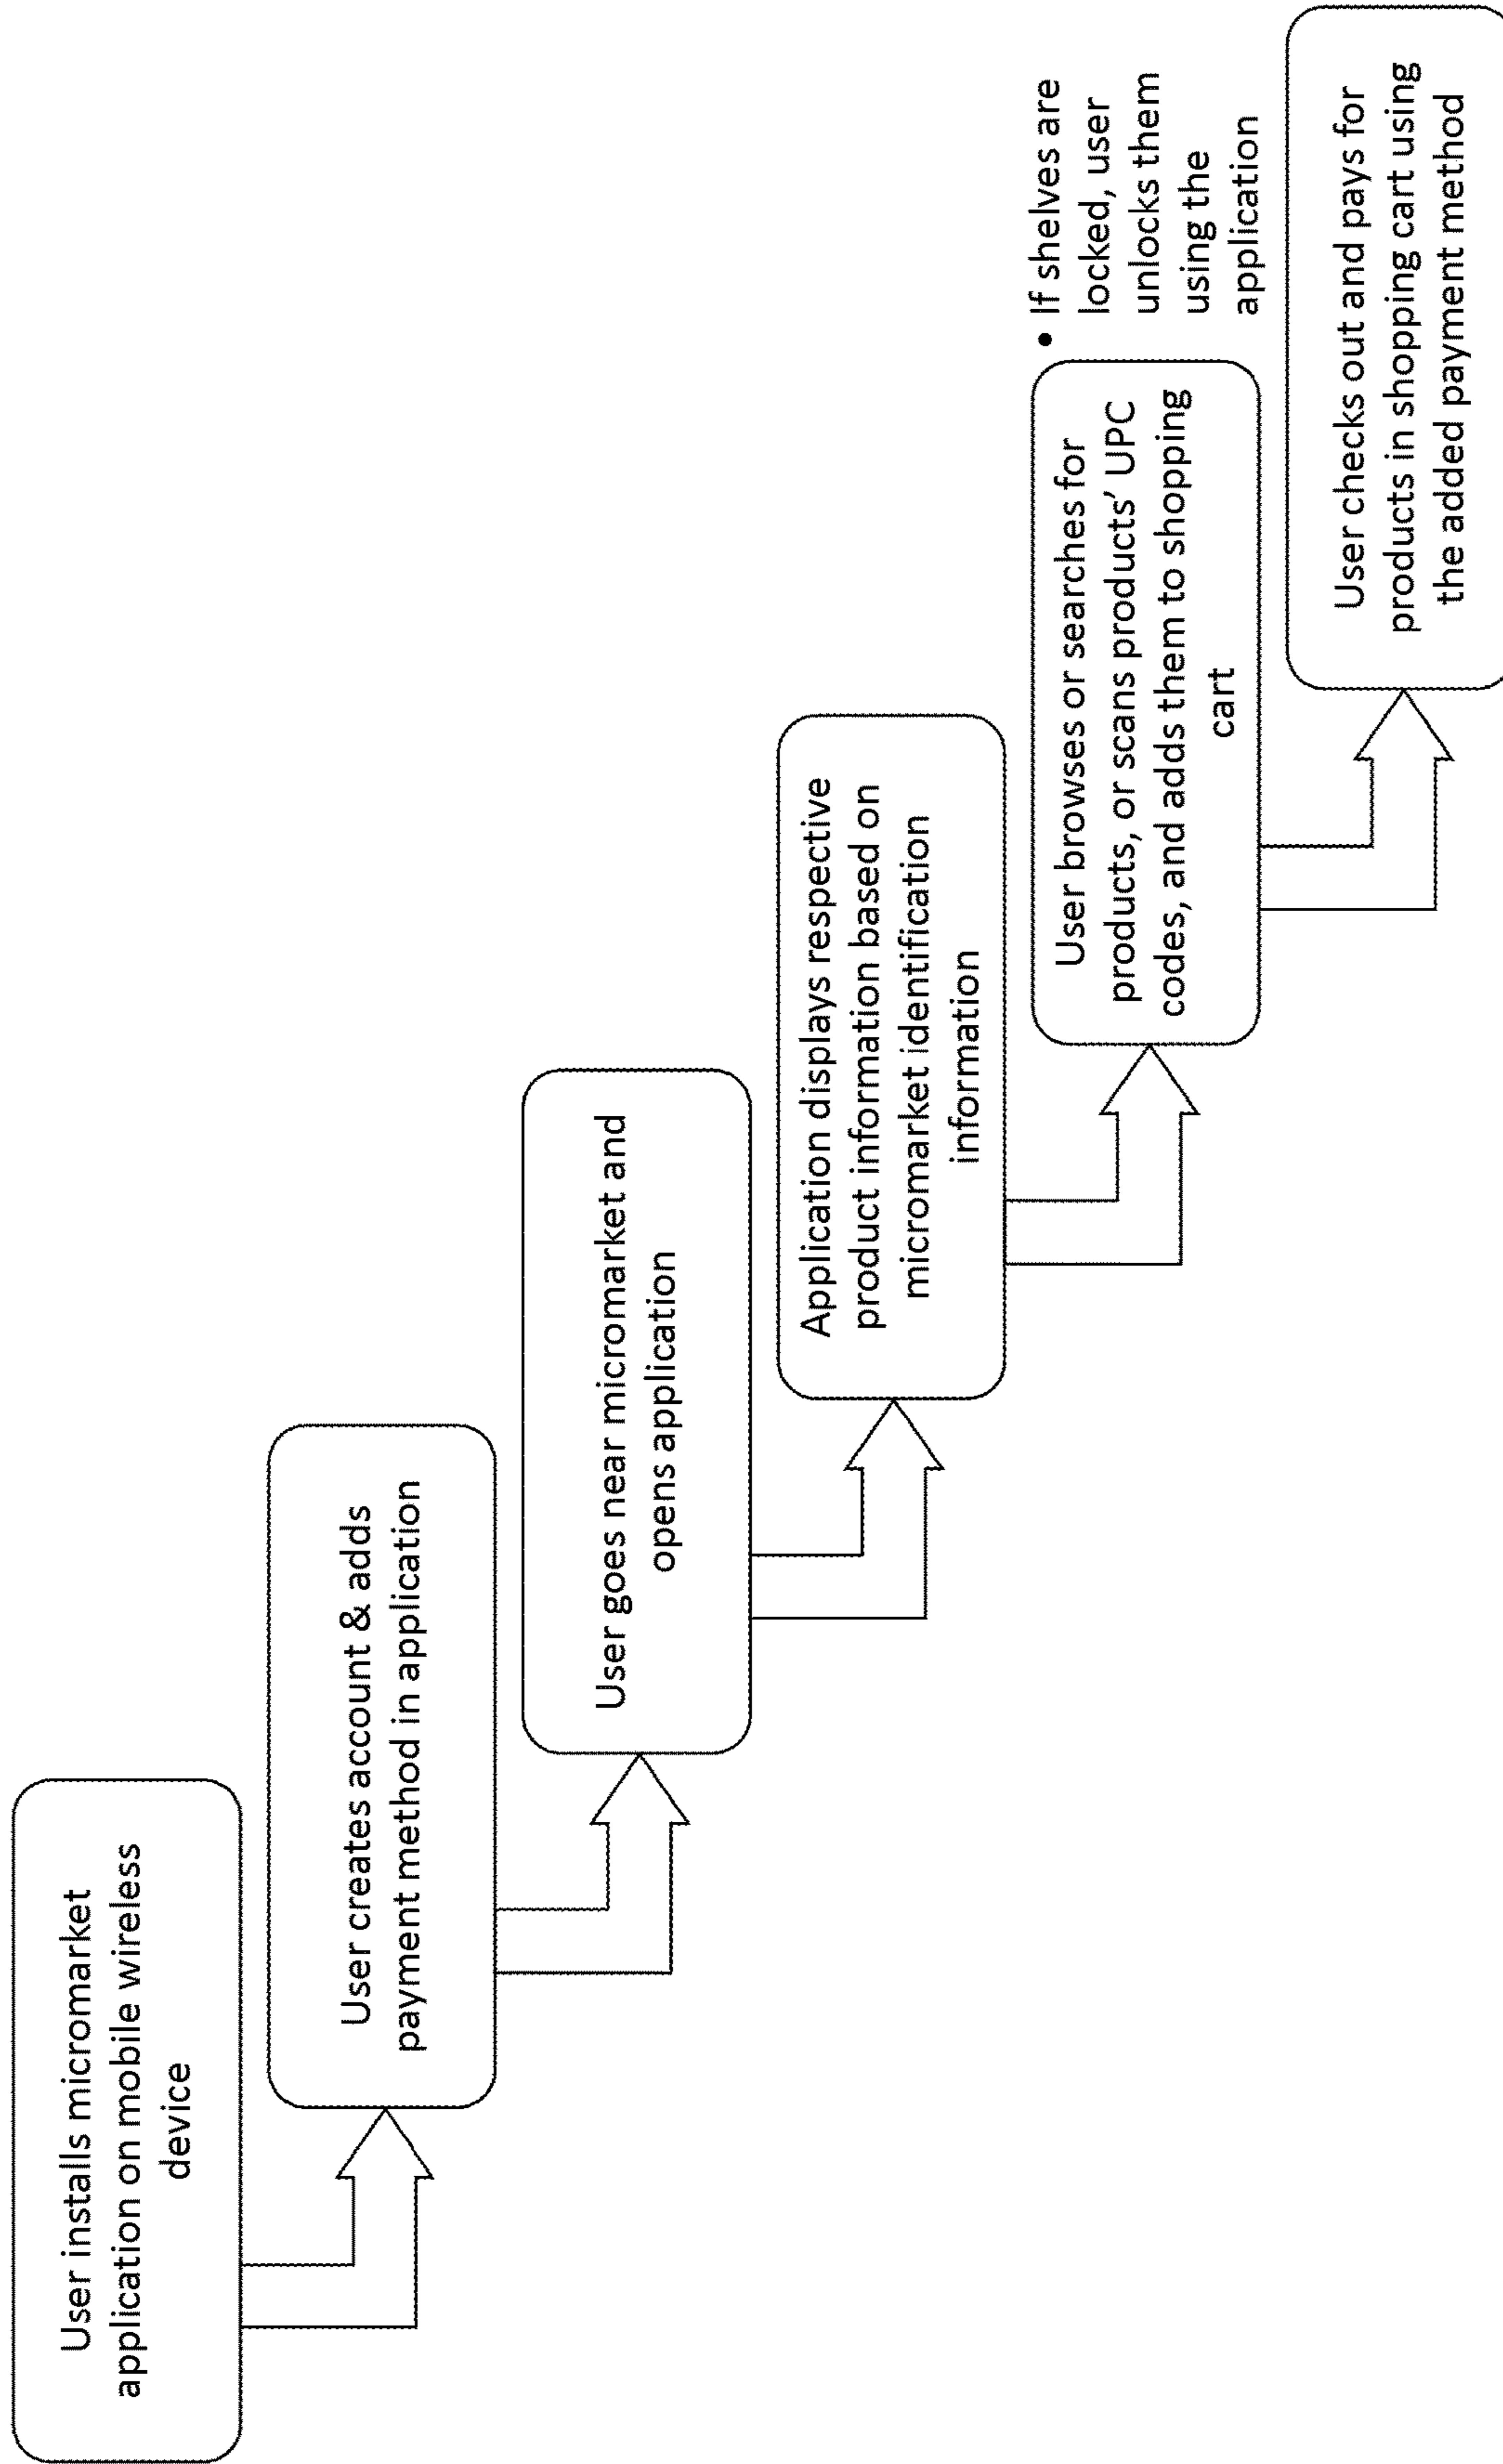 User installs micromarket
application on mobile wireless
device
User creates account & adds
payment method in application
User goes near micromarket and
opens application
Application displays respective
product information based on
micromarket identification
information
User browses or searches for
products, or scans products’ UPC
codes, and adds them to shopping
cart
• If shelves are
locked, user
unlocks them
using the
application
User checks out and pays for
products in shopping cart using
the added payment method